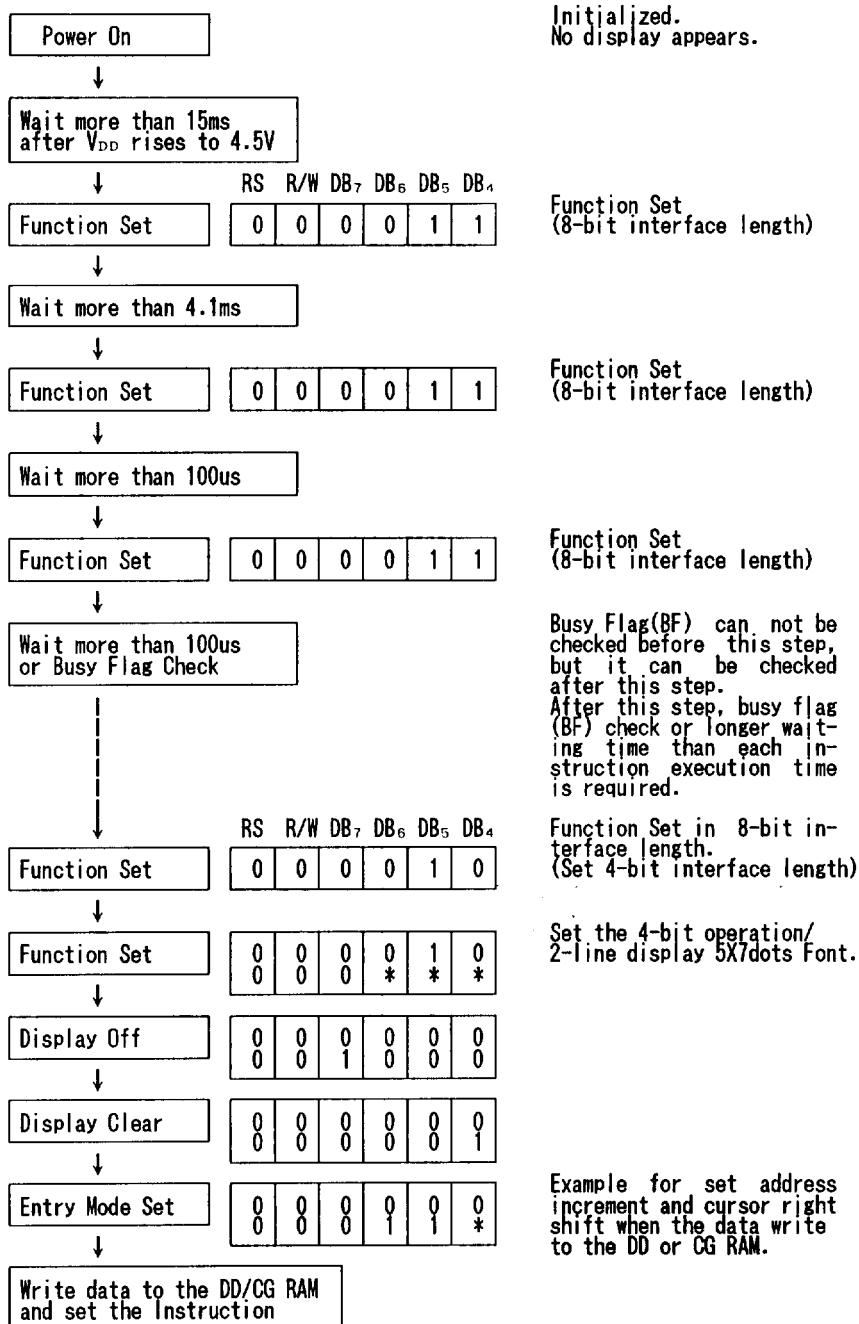 Power On
Initialized.
No display appears.
Wait more than 15ms
after VDD rises to 4.5V
RS R/W DB7 DB6 DB5 DB4
Function Set 0 0 0 0 1 1
Function Set
(8-bit interface length)
Wait more than 4.1ms
Function Set 0 0 0 0 1 1
Function Set
(8-bit interface length)
Wait more than 100us
Function Set 0 0 0 0 1 1
Function Set
(8-bit interface length)
Wait more than 100us
or Busy Flag Check
Busy Flag(BF) can not be
checked before this step,
but it can be checked
after this step.
After this step, busy flag
(BF) check or longer wait-
ing time than each in-
struction execution time
is required.
RS R/W DB7 DB6 DB5 DB4
Function Set 0 0 0 0 1 0
Function Set in 8-bit in-
terface length.
(Set 4-bit interface length)
Function Set
0 0 0 0 1 0
0 0 0 * * *
Set the 4-bit operation/
2-line display 5X7dots Font.
Display Off
0 0 0 0 0 0
0 0 1 0 0 0
Display Clear
0 0 0 0 0 0
0 0 0 0 0 1
Entry Mode Set
0 0 0 0 0 0
0 0 0 1 1 *
Example for set address
increment and cursor right
shift when the data write
to the DD or CG RAM.
Write data to the DD/CG RAM
and set the Instruction